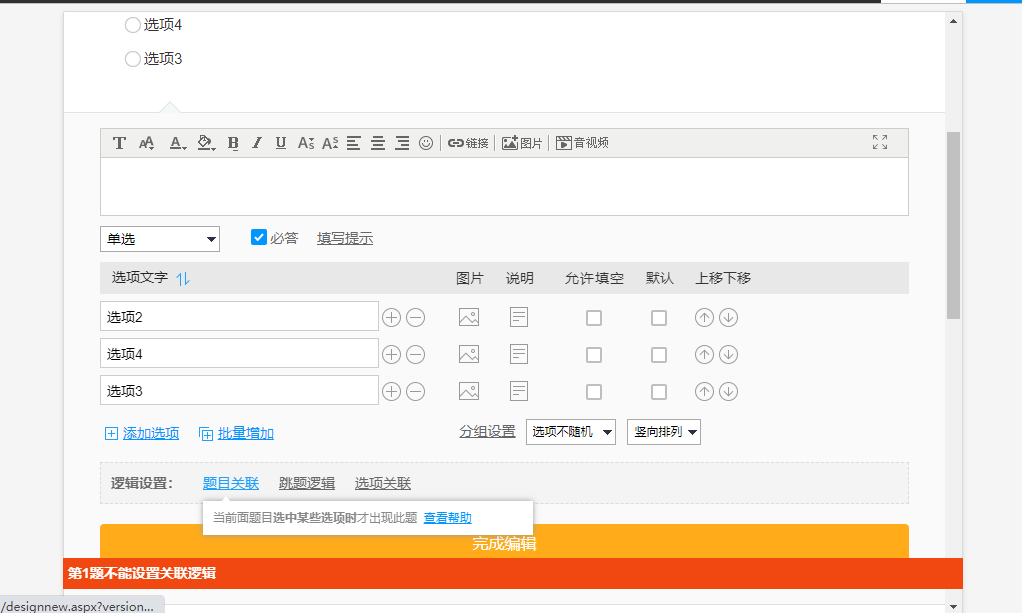 选项4
选项3
链接 图片 音视频
单选 必答 填写提示
选项文字 图片 说明 允许填空 默认 上移下移
选项2
选项4
选项3
添加选项 批量增加 分组设置 选项不随机 竖向排列
逻辑设置： 题目关联 跳题逻辑 选项关联
当前面题目选中某些选项时才出现此题 查看帮助
完成编辑
第1题不能设置关联逻辑
/designnew.aspx?version...